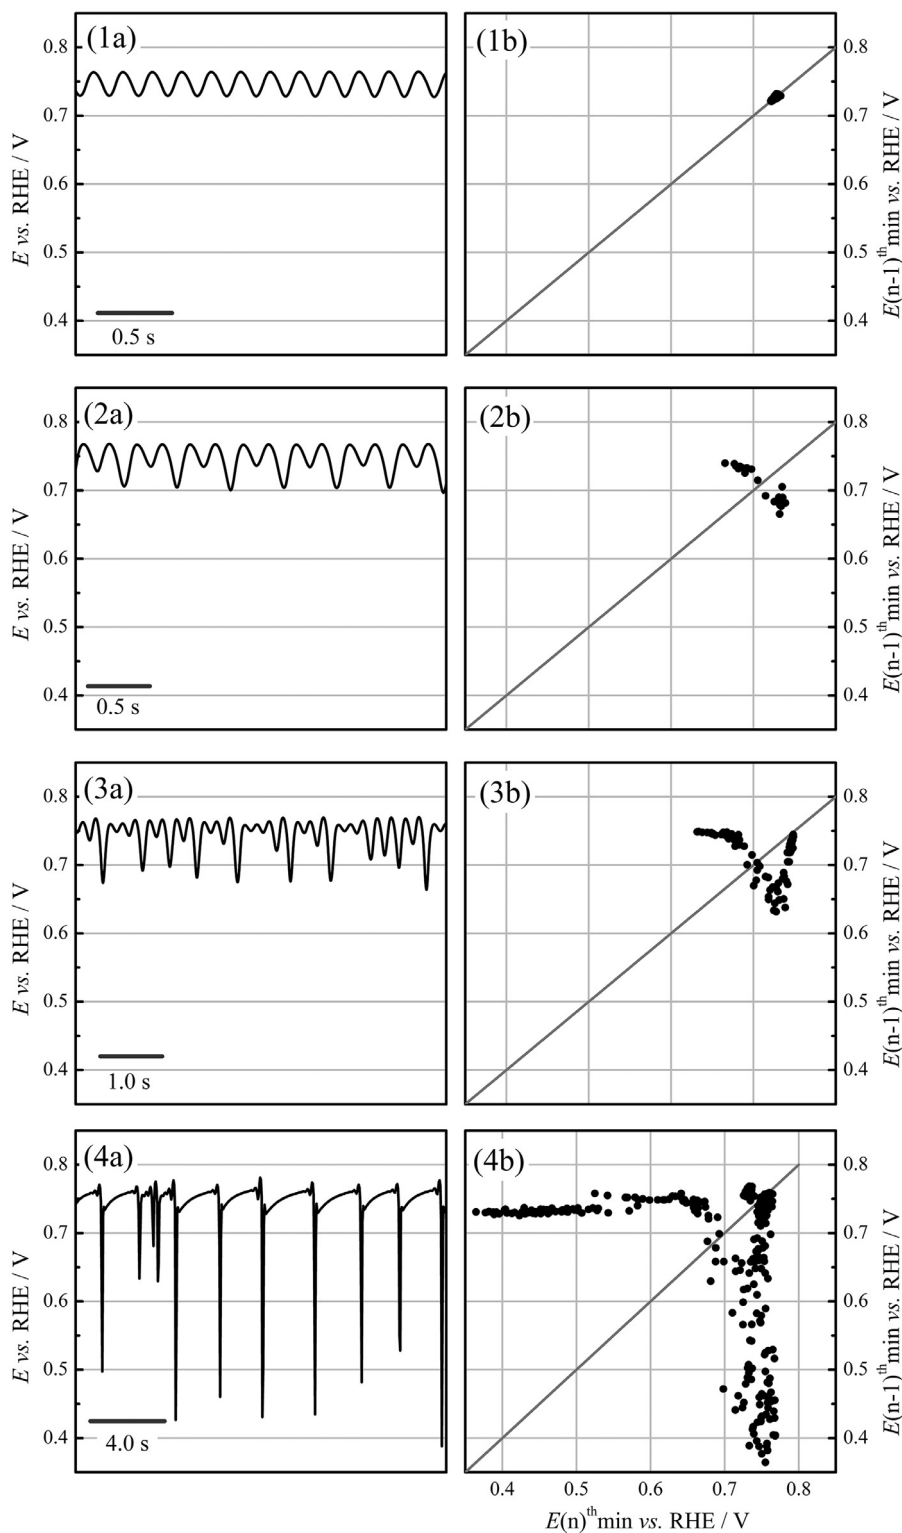 (1a)
0.8
0.7
0.6
0.5
0.4
E vs. RHE / V
0.5 s
(1b)
0.8
0.7
0.6
0.5
0.4
E(n-1)thmin vs. RHE / V
(2a)
0.8
0.7
0.6
0.5
0.4
E vs. RHE / V
0.5 s
(2b)
0.8
0.7
0.6
0.5
0.4
E(n-1)thmin vs. RHE / V
(3a)
0.8
0.7
0.6
0.5
0.4
E vs. RHE / V
1.0 s
(3b)
0.8
0.7
0.6
0.5
0.4
E(n-1)thmin vs. RHE / V
(4a)
0.8
0.7
0.6
0.5
0.4
E vs. RHE / V
4.0 s
(4b)
0.8
0.7
0.6
0.5
0.4
E(n-1)thmin vs. RHE / V
0.4 0.5 0.6 0.7 0.8
E(n)thmin vs. RHE / V